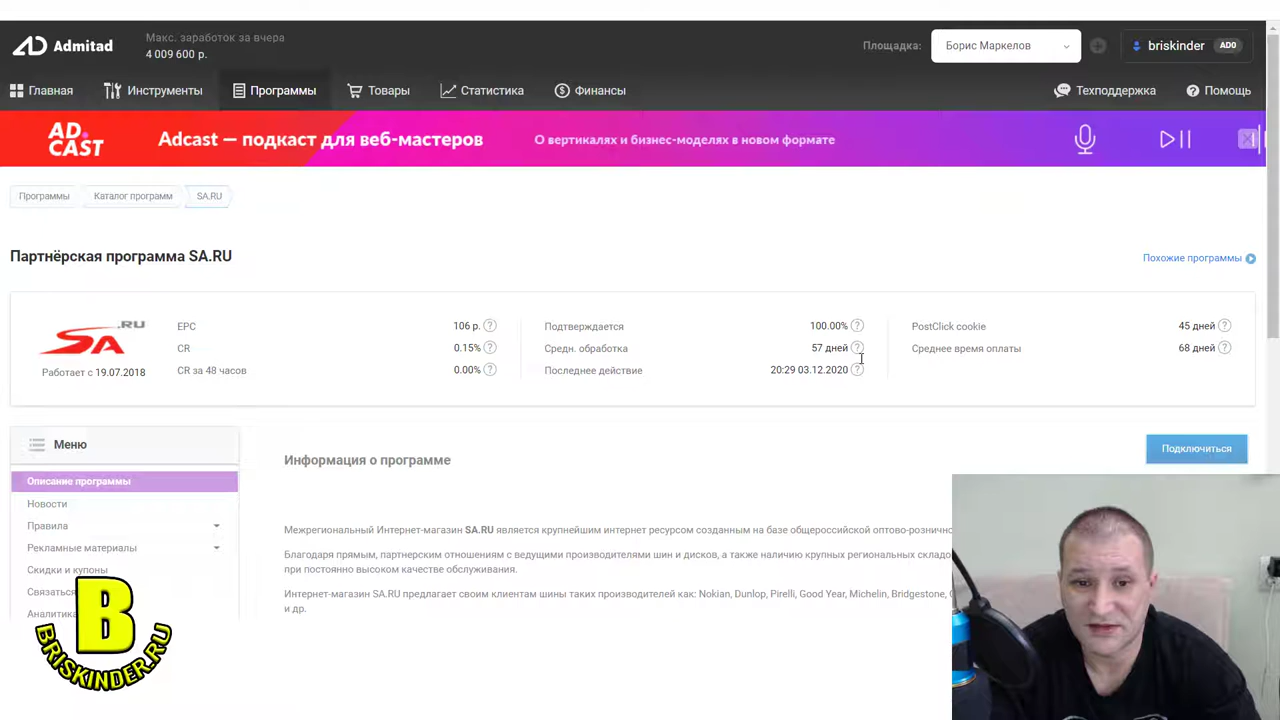 Admitad
Макс. заработок за вчера
4 009 600 р.
Площадка:
Борис Маркелов
briskinder AD0
Главная Инструменты Программы Товары Статистика Финансы Техподдержка Помощь
AD.
CAST
Adcast — подкаст для веб-мастеров
О вертикалях и бизнес-моделях в новом формате
Программы Каталог программ SA.RU
Партнёрская программа SA.RU
Похожие программы
SA.RU
Работает с 19.07.2018
EPC 106 р. ?
CR 0.15% ?
CR за 48 часов 0.00% ?
Подтверждается 100.00% ?
Средн. обработка 57 дней ?
Последнее действие 20:29 03.12.2020 ?
PostClick cookie 45 дней ?
Среднее время оплаты 68 дней ?
Меню
Описание программы
Новости
Правила
Рекламные материалы
Скидки и купоны
Связаться
Аналитика
Информация о программе
Подключиться
Межрегиональный Интернет-магазин SA.RU является крупнейшим интернет ресурсом созданным на базе общероссийской оптово-рознично
Благодаря прямым, партнерским отношениям с ведущими производителями шин и дисков, а также наличию крупных региональных складо
при постоянно высоком качестве обслуживания.
Интернет-магазин SA.RU предлагает своим клиентам шины таких производителей как: Nokian, Dunlop, Pirelli, Good Year, Michelin, Bridgestone,
и др.
B
BRISKINDER.RU